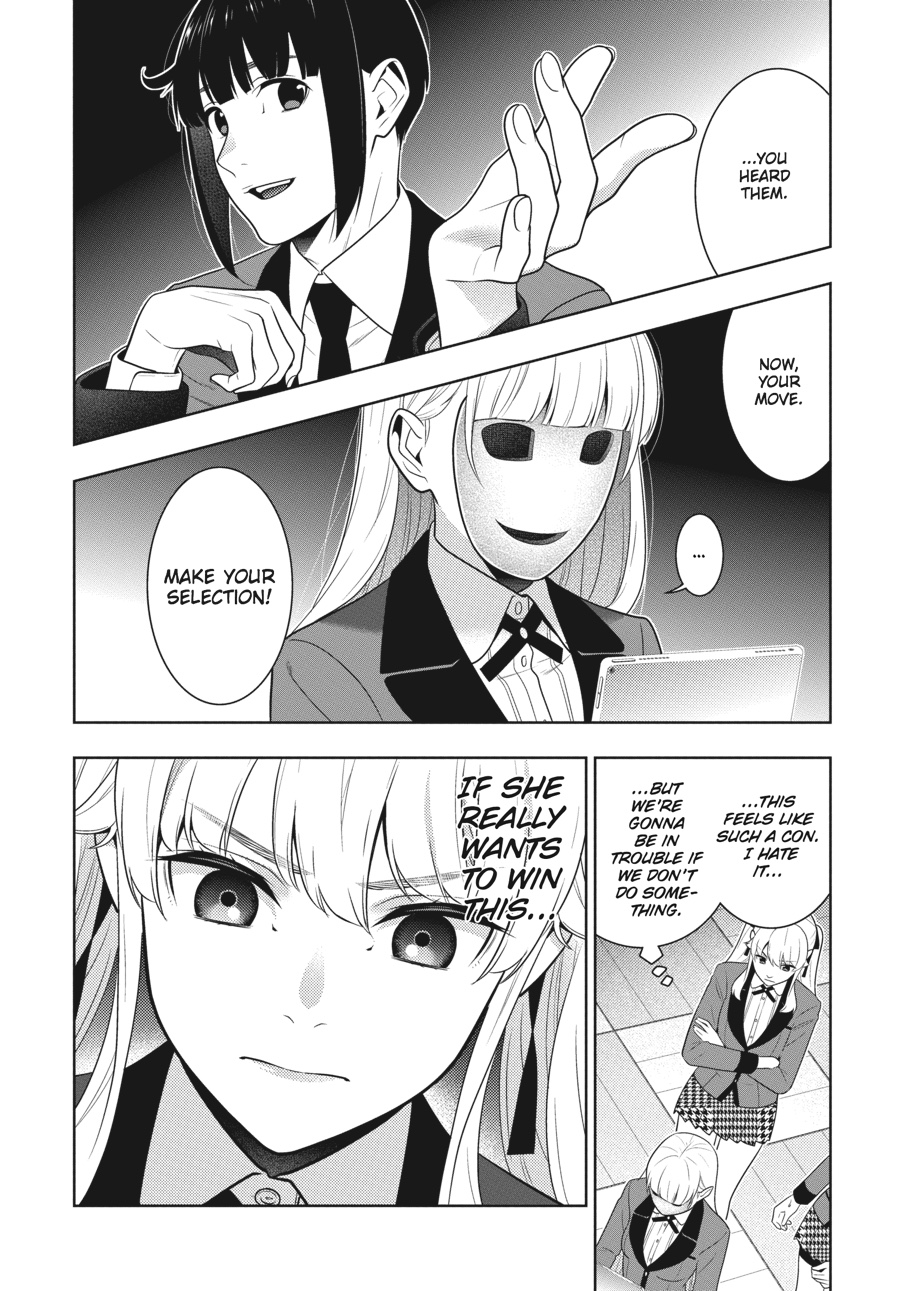 ...YOU
HEARD
THEM.
NOW,
YOUR
MOVE.
...
MAKE YOUR
SELECTION!
...THIS
FEELS LIKE
SUCH A CON.
I HATE
IT...
...BUT
WE'RE
GONNA
BE IN
TROUBLE IF
WE DON'T
DO SOME-
THING.
IF SHE
REALLY
WANTS
TO WIN
THIS...